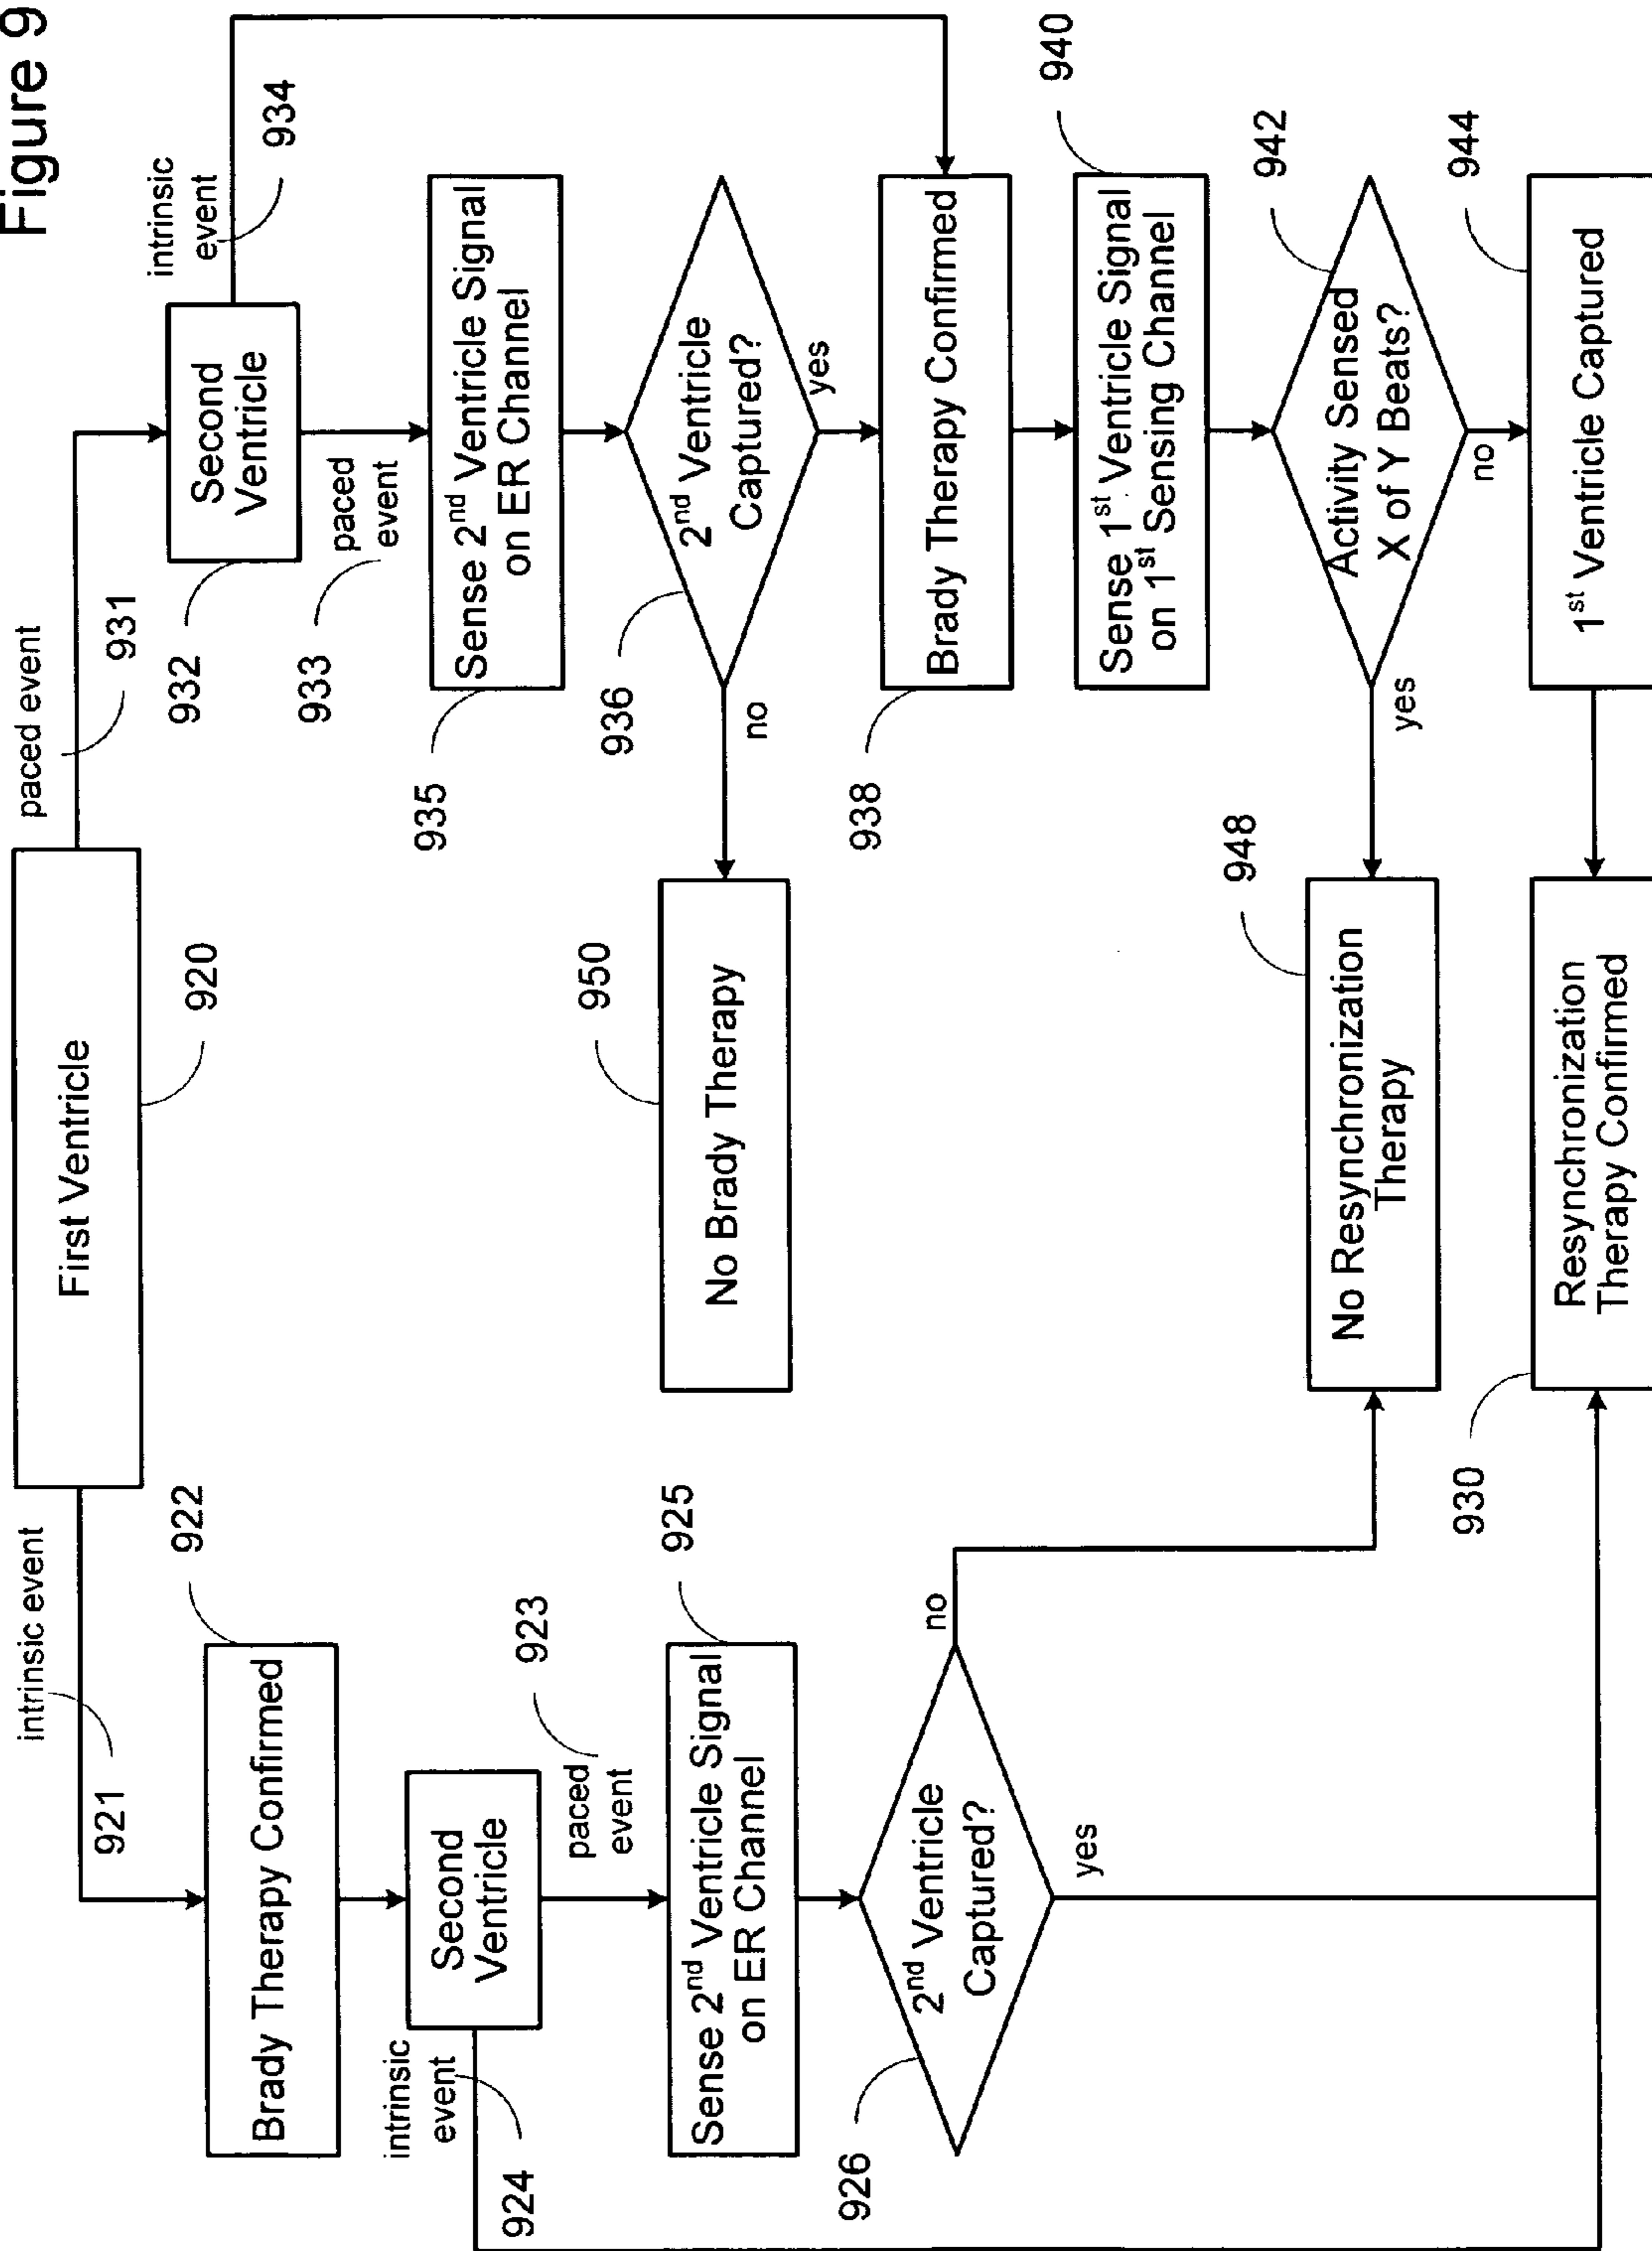 Figure 9
First Ventricle
920
intrinsic event
921
paced event
931
Brady Therapy Confirmed
922
Second
Ventricle
intrinsic
event
924
paced
event
923
Sense 2nd Ventricle Signal
on ER Channel
925
2nd Ventricle
Captured?
926
no
yes
Second
Ventricle
932
intrinsic
event
934
paced
event
933
Sense 2nd Ventricle Signal
on ER Channel
935
2nd Ventricle
Captured?
936
no
yes
No Brady Therapy
950
Brady Therapy Confirmed
938
Sense 1st Ventricle Signal
on 1st Sensing Channel
940
Activity Sensed
X of Y Beats?
942
yes
no
No Resynchronization
Therapy
948
1st Ventricle Captured
944
Resynchronization
Therapy Confirmed
930